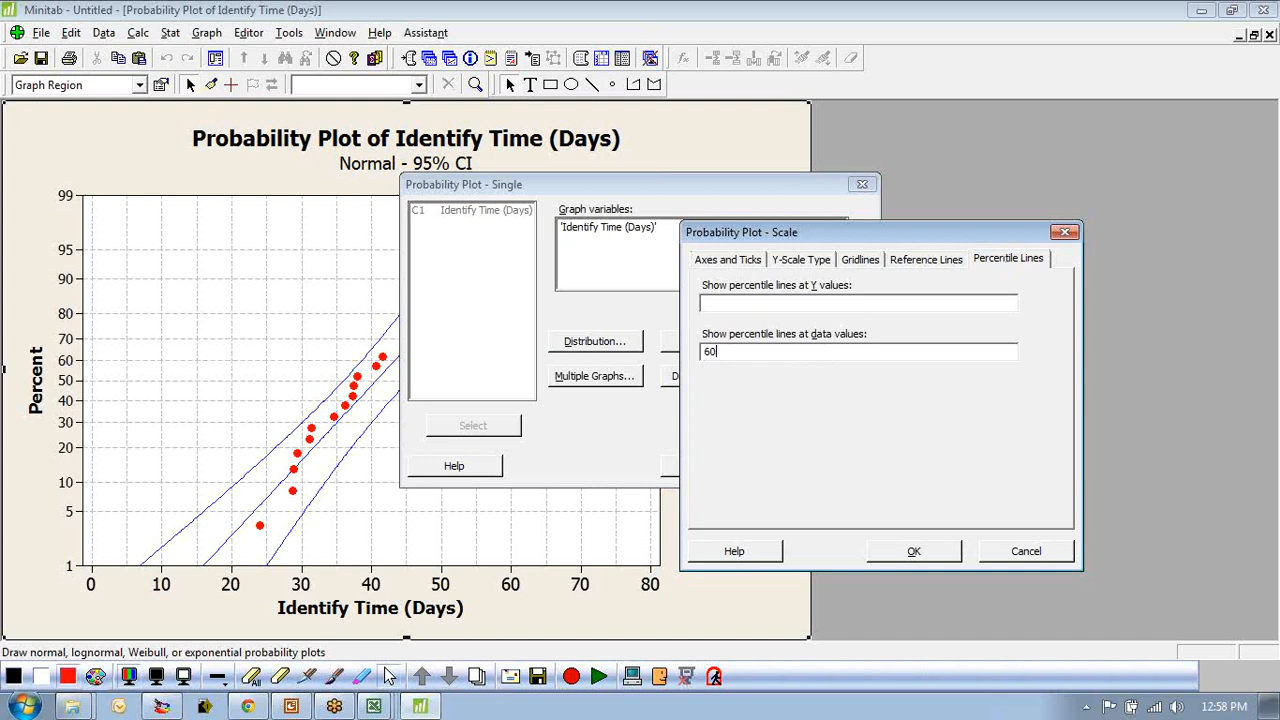 Minitab - Untitled - [Probability Plot of Identify Time (Days)]
File Edit Data Calc Stat Graph Editor Tools Window Help Assistant
Graph Region
Probability Plot of Identify Time (Days)
Normal - 95% CI
99
95
90
80
70
60
50
40
30
20
10
5
1
Percent
0 10 20 30 40 50 60 70 80
Identify Time (Days)
Probability Plot - Single
C1 Identify Time (Days)
Graph variables:
'Identify Time (Days)'
Distribution...
Multiple Graphs...
Select
Help
Probability Plot - Scale
Axes and Ticks Y-Scale Type Gridlines Reference Lines Percentile Lines
Show percentile lines at Y values:
Show percentile lines at data values:
60
Help OK Cancel
Draw normal, lognormal, Weibull, or exponential probability plots
All
12:58 PM